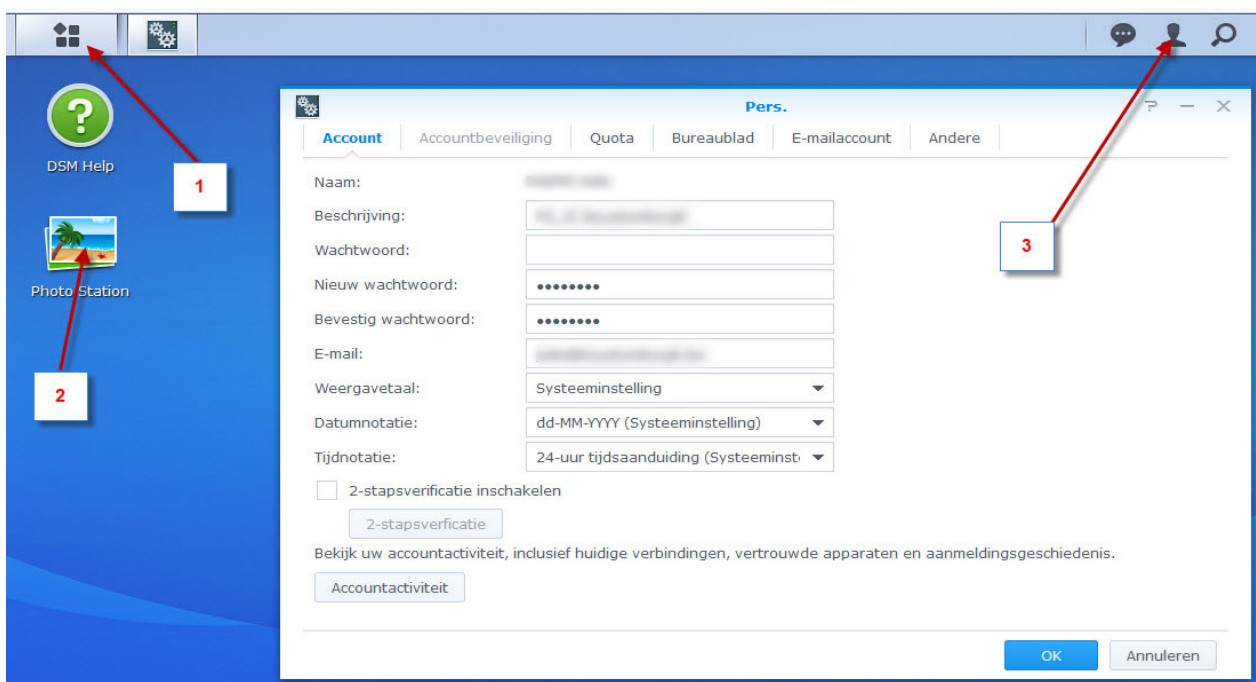 Pers.
Account Accountbeveiliging Quota Bureaublad E-mailaccount Andere
DSM Help
1
Photo Station
2
3
Naam:
Beschrijving:
Wachtwoord:
Nieuw wachtwoord: ••••••••
Bevestig wachtwoord: ••••••••
E-mail:
Weergavetaal: Systeeminstelling
Datumnotatie: dd-MM-YYYY (Systeeminstelling)
Tijdnotatie: 24-uur tijdsaanduiding (Systeeminst
2-stapsverificatie inschakelen
2-stapsverficatie
Bekijk uw accountactiviteit, inclusief huidige verbindingen, vertrouwde apparaten en aanmeldingsgeschiedenis.
Accountactiviteit
OK Annuleren